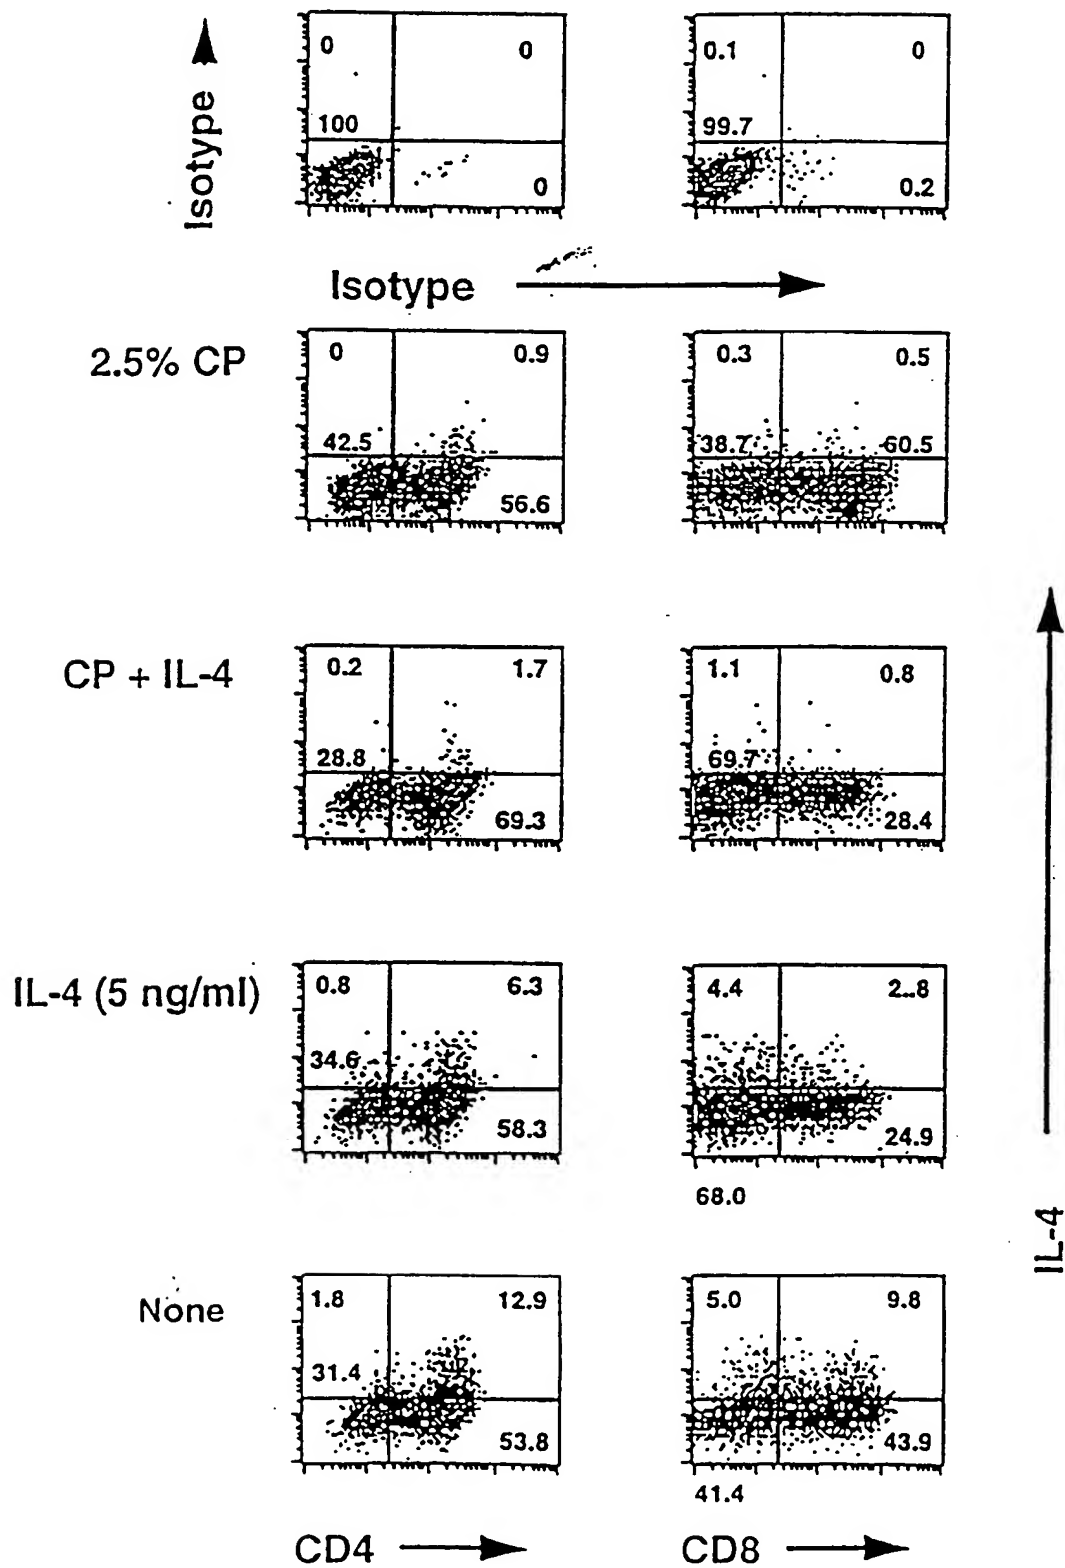 0 0 0.1 0
Isotype
100 99.7
0 0.2
Isotype
2.5% CP 0 0.9 0.3 0.5
42.5 38.7 60.5
56.6
CP + IL-4 0.2 1.7 1.1 0.8
28.8 69.7
69.3 28.4
IL-4 (5 ng/ml) 0.8 6.3 4.4 2..8
34.6
58.3 24.9
68.0
IL-4
None 1.8 12.9 5.0 9.8
31.4
53.8 43.9
41.4
CD4 CD8